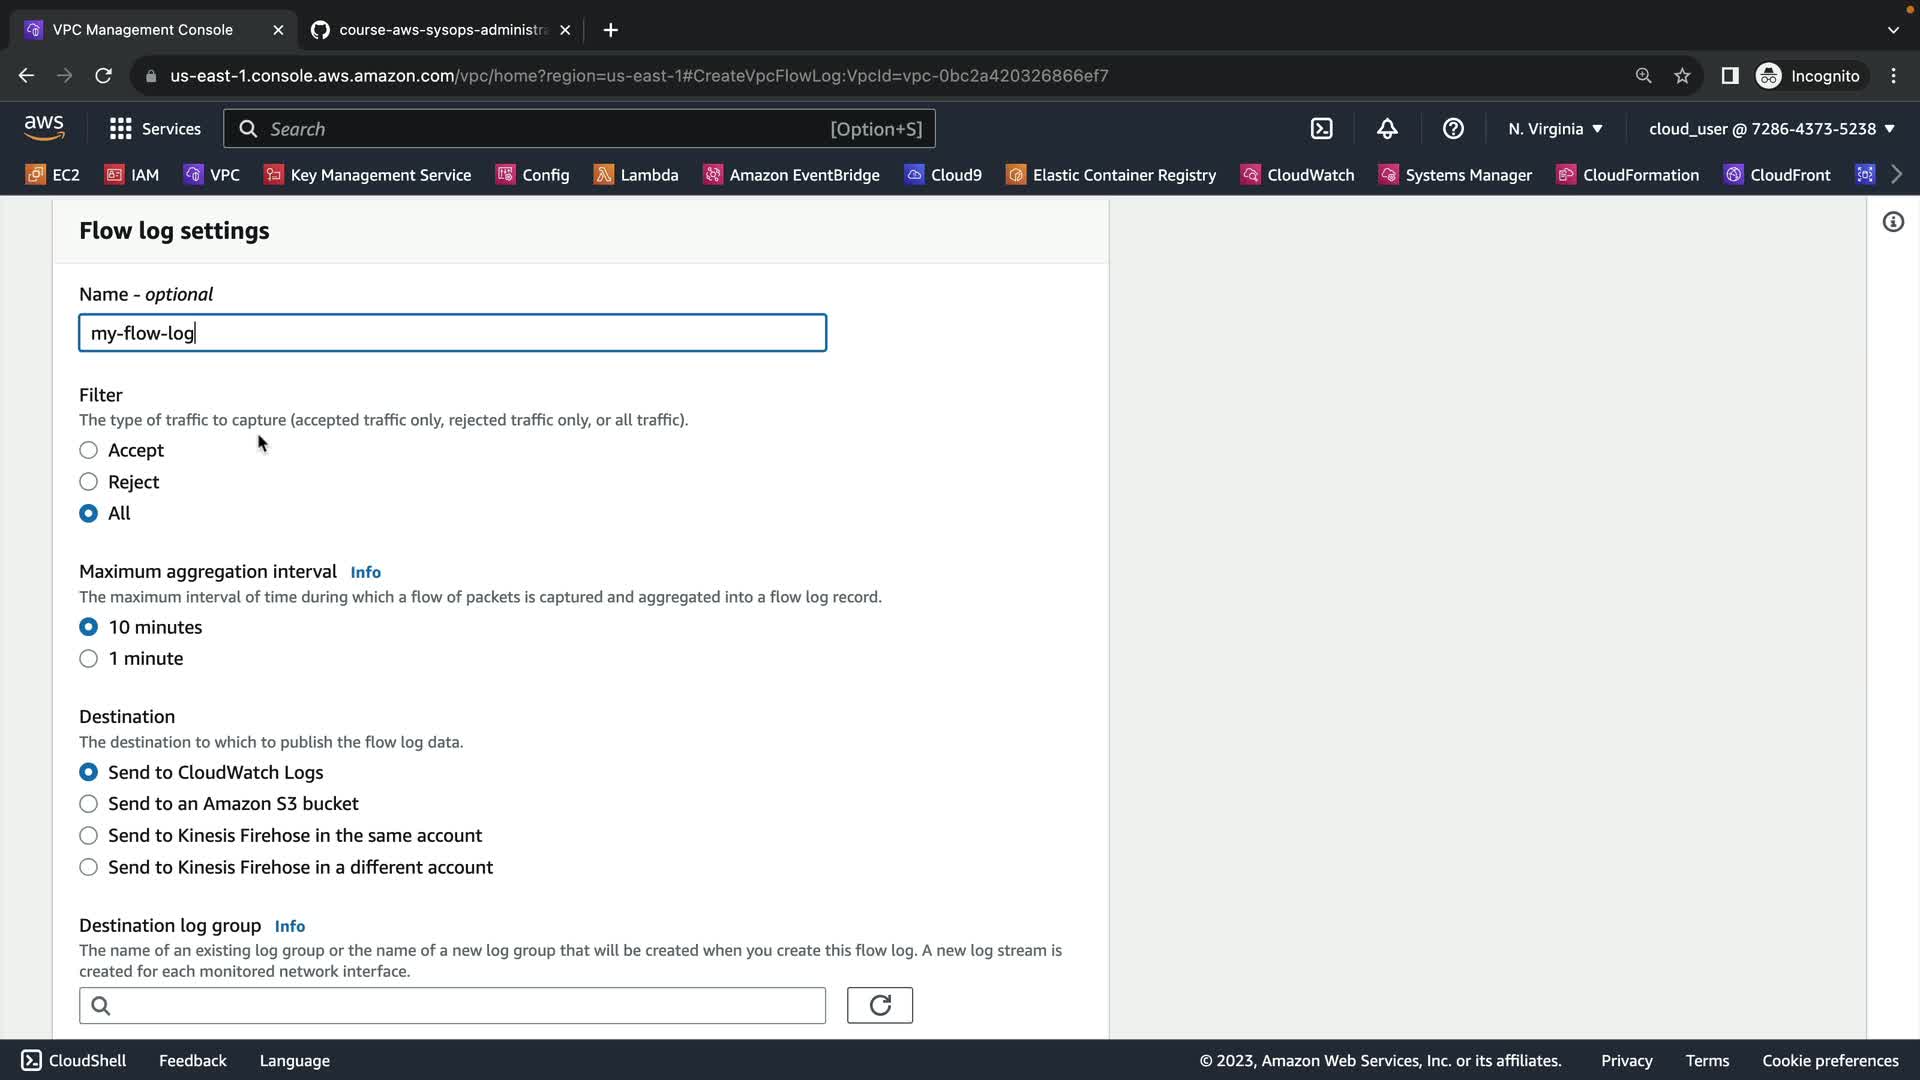 VPC Management Console
course-aws-sysops-administra
us-east-1.console.aws.amazon.com/vpc/home?region=us-east-1#CreateVpcFlowLog:VpcId=vpc-0bc2a420326866ef7
Incognito
aws
Services
Search
[Option+S]
N. Virginia
cloud_user @ 7286-4373-5238
EC2
IAM
VPC
Key Management Service
Config
Lambda
Amazon EventBridge
Cloud9
Elastic Container Registry
CloudWatch
Systems Manager
CloudFormation
CloudFront
Flow log settings
Name - optional
my-flow-log
Filter
The type of traffic to capture (accepted traffic only, rejected traffic only, or all traffic).
Accept
Reject
All
Maximum aggregation interval Info
The maximum interval of time during which a flow of packets is captured and aggregated into a flow log record.
10 minutes
1 minute
Destination
The destination to which to publish the flow log data.
Send to CloudWatch Logs
Send to an Amazon S3 bucket
Send to Kinesis Firehose in the same account
Send to Kinesis Firehose in a different account
Destination log group Info
The name of an existing log group or the name of a new log group that will be created when you create this flow log. A new log stream is
created for each monitored network interface.
CloudShell
Feedback
Language
© 2023, Amazon Web Services, Inc. or its affiliates.
Privacy
Terms
Cookie preferences